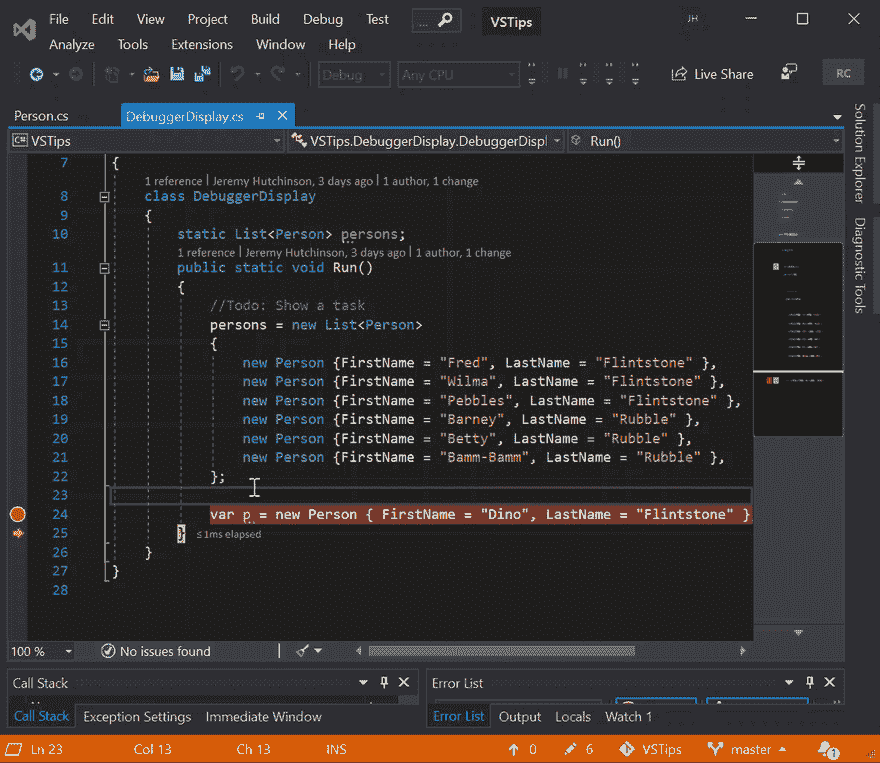 File Edit View Project Build Debug Test ... VSTips JH
Analyze Tools Extensions Window Help
Debug Any CPU Live Share RC
Person.cs DebuggerDisplay.cs
C# VSTips VSTips.DebuggerDisplay.DebuggerDispl Run()
Solution Explorer
Diagnostic Tools
7 {
1 reference | Jeremy Hutchinson, 3 days ago | 1 author, 1 change
8 class DebuggerDisplay
9 {
10 static List<Person> persons;
1 reference | Jeremy Hutchinson, 3 days ago | 1 author, 1 change
11 public static void Run()
12 {
13 //Todo: Show a task
14 persons = new List<Person>
15 {
16 new Person {FirstName = "Fred", LastName = "Flintstone" },
17 new Person {FirstName = "Wilma", LastName = "Flintstone" },
18 new Person {FirstName = "Pebbles", LastName = "Flintstone" },
19 new Person {FirstName = "Barney", LastName = "Rubble" },
20 new Person {FirstName = "Betty", LastName = "Rubble" },
21 new Person {FirstName = "Bamm-Bamm", LastName = "Rubble" },
22 };
23
24 var p = new Person { FirstName = "Dino", LastName = "Flintstone" }
25 } ≤ 1ms elapsed
26 }
27 }
28
100 % No issues found
Call Stack Error List
Call Stack Exception Settings Immediate Window Error List Output Locals Watch 1
Ln 23 Col 13 Ch 13 INS 0 6 VSTips master 1